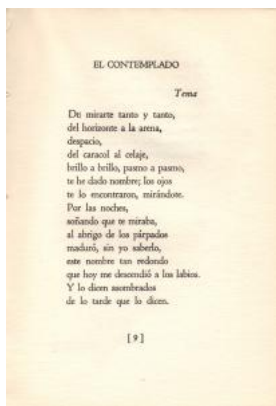 EL CONTEMPLADO
Tema
De mirarte tanto y tanto,
del horizonte a la arena,
despacio,
del caracol al celaje,
brillo a brillo, pasmo a pasmo,
te he dado nombre; los ojos
te lo encontraron, mirándote.
Por las noches,
soñando que te miraba,
al abrigo de los párpados
maduró, sin yo saberlo,
este nombre tan redondo
que hoy me descendió a los labios.
Y lo dicen asombrados
de lo tarde que lo dicen.
[ 9 ]